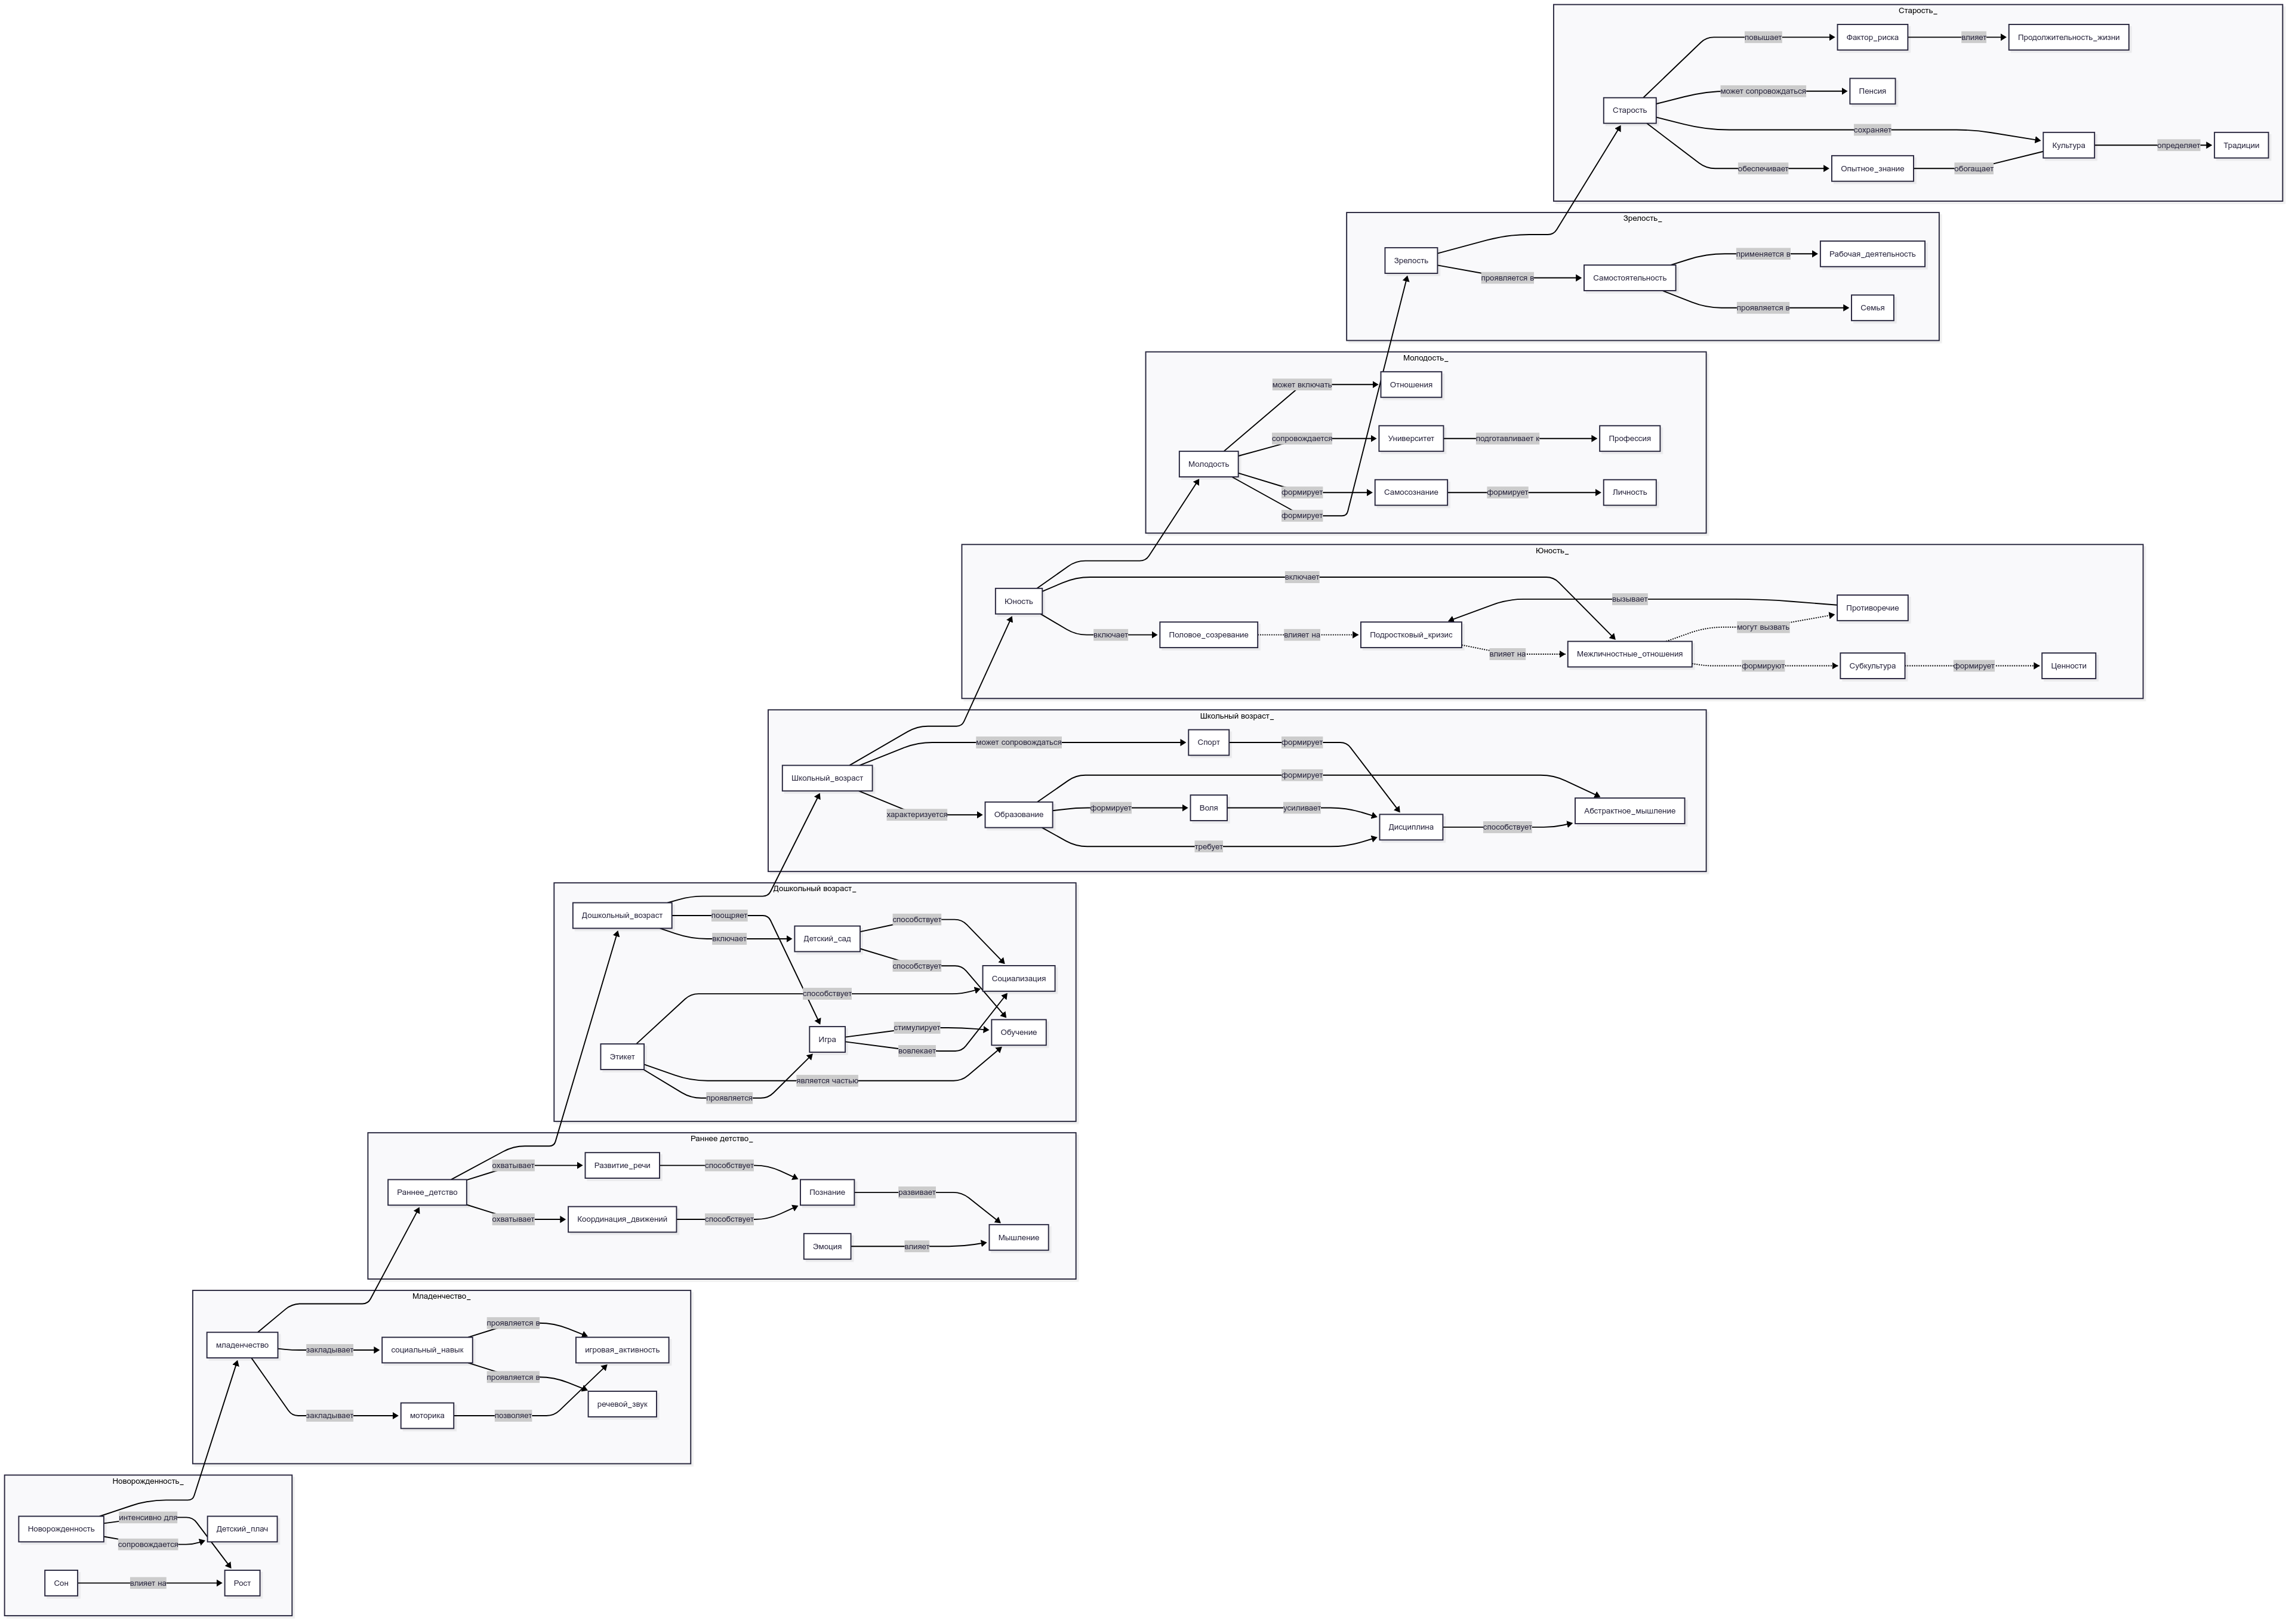 Старость_
повышает
Фактор_риска
влияет
Продолжительность_жизни
может сопровождаться
Пенсия
Старость
сохраняет
Культура
определяет
Традиции
обеспечивает
Опытное_знание
обогащает
Зрелость_
Зрелость
проявляется в
Самостоятельность
применяется в
Рабочая_деятельность
проявляется в
Семья
Молодость_
может включать
Отношения
сопровождается
Университет
подготавливает к
Профессия
Молодость
формирует
Самосознание
формирует
Личность
формирует
Юность_
включает
Юность
вызывает
Противоречие
включает
Половое_созревание
влияет на
Подростковый_кризис
могут вызвать
влияет на
Межличностные_отношения
формируют
Субкультура
формирует
Ценности
Школьный возраст_
может сопровождаться
Спорт
формирует
Школьный_возраст
формирует
характеризуется
Образование
формирует
Воля
усиливает
Абстрактное_мышление
Дисциплина
способствует
требует
Дошкольный возраст_
Дошкольный_возраст
поощряет
способствует
включает
Детский_сад
способствует
Социализация
способствует
стимулирует
Игра
Обучение
вовлекает
Этикет
является частью
проявляется
Раннее детство_
охватывает
Развитие_речи
способствует
Раннее_детство
Познание
развивает
охватывает
Координация_движений
способствует
Эмоция
влияет
Мышление
Младенчество_
проявляется в
младенчество
закладывает
социальный_навык
игровая_активность
проявляется в
речевой_звук
закладывает
моторика
позволяет
Новорожденность_
интенсивно для
Новорожденность
Детский_плач
сопровождается
Сон
влияет на
Рост